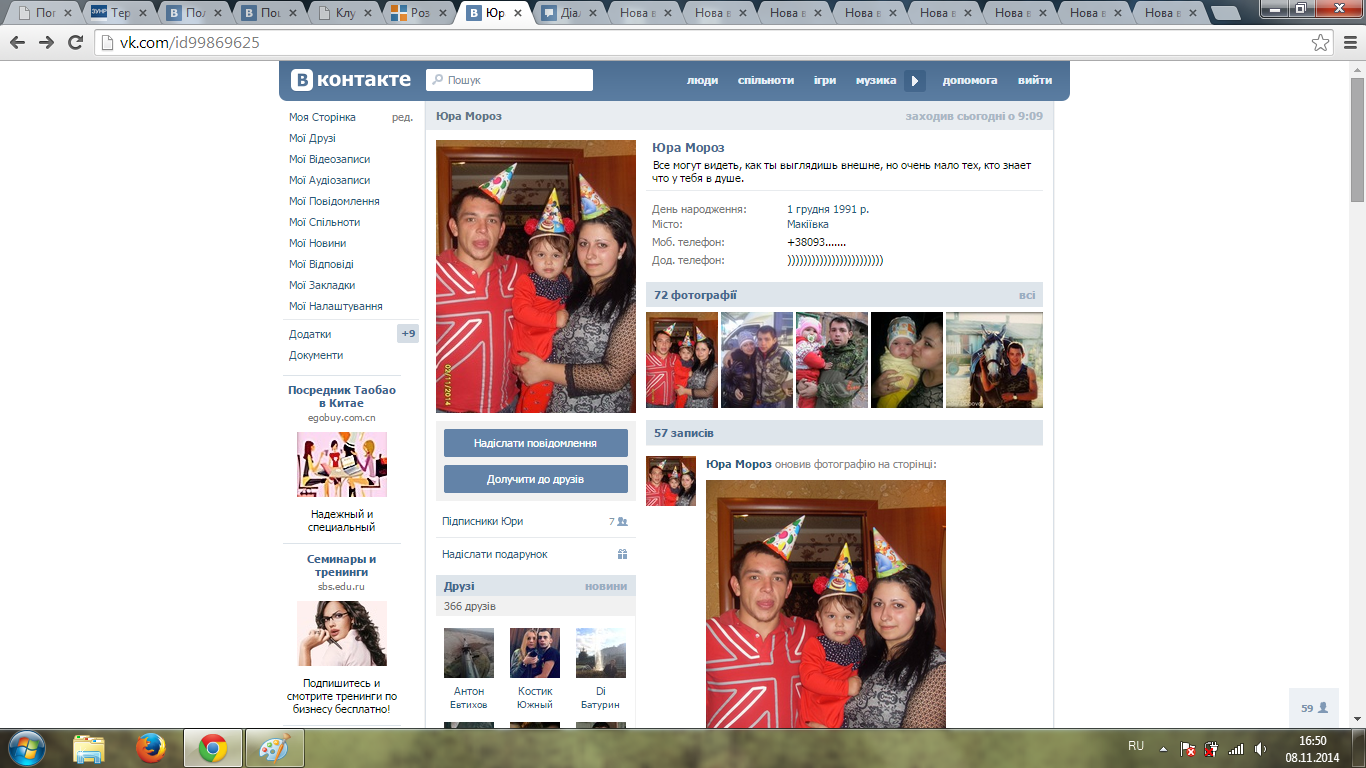 Поп
Тер
Пол
Пош
Клу
Роз
Юр
Діал
Нова в
Нова в
Нова в
Нова в
Нова в
Нова в
Нова в
Нова в
vk.com/id99869625
В контакте
Пошук
люди
спільноти
ігри
музика
допомога
вийти
Моя Сторінка
ред.
Мої Друзі
Мої Відеозаписи
Мої Аудіозаписи
Мої Повідомлення
Мої Спільноти
Мої Новини
Мої Відповіді
Мої Закладки
Мої Налаштування
Додатки
+9
Документи
Посредник Таобао
в Китае
egobuy.com.cn
Надежный и
специальный
Семинары и
тренинги
sbs.edu.ru
Подпишитесь и
смотрите тренинги по
бизнесу бесплатно!
Юра Мороз
заходив сьогодні о 9:09
02/11/2014
Надіслати повідомлення
Долучити до друзів
Підписники Юри
7
Надіслати подарунок
Друзі
новини
366 друзів
Антон
Евтихов
Костик
Южный
Di
Батурин
Юра Мороз
Все могут видеть, как ты выглядишь внешне, но очень мало тех, кто знает
что у тебя в душе.
День народження:
1 грудня 1991 р.
Місто:
Макіївка
Моб. телефон:
+38093.......
Дод. телефон:
))))))))))))))))))))))))
72 фотографії
всі
57 записів
Юра Мороз оновив фотографію на сторінці:
59
RU
16:50
08.11.2014